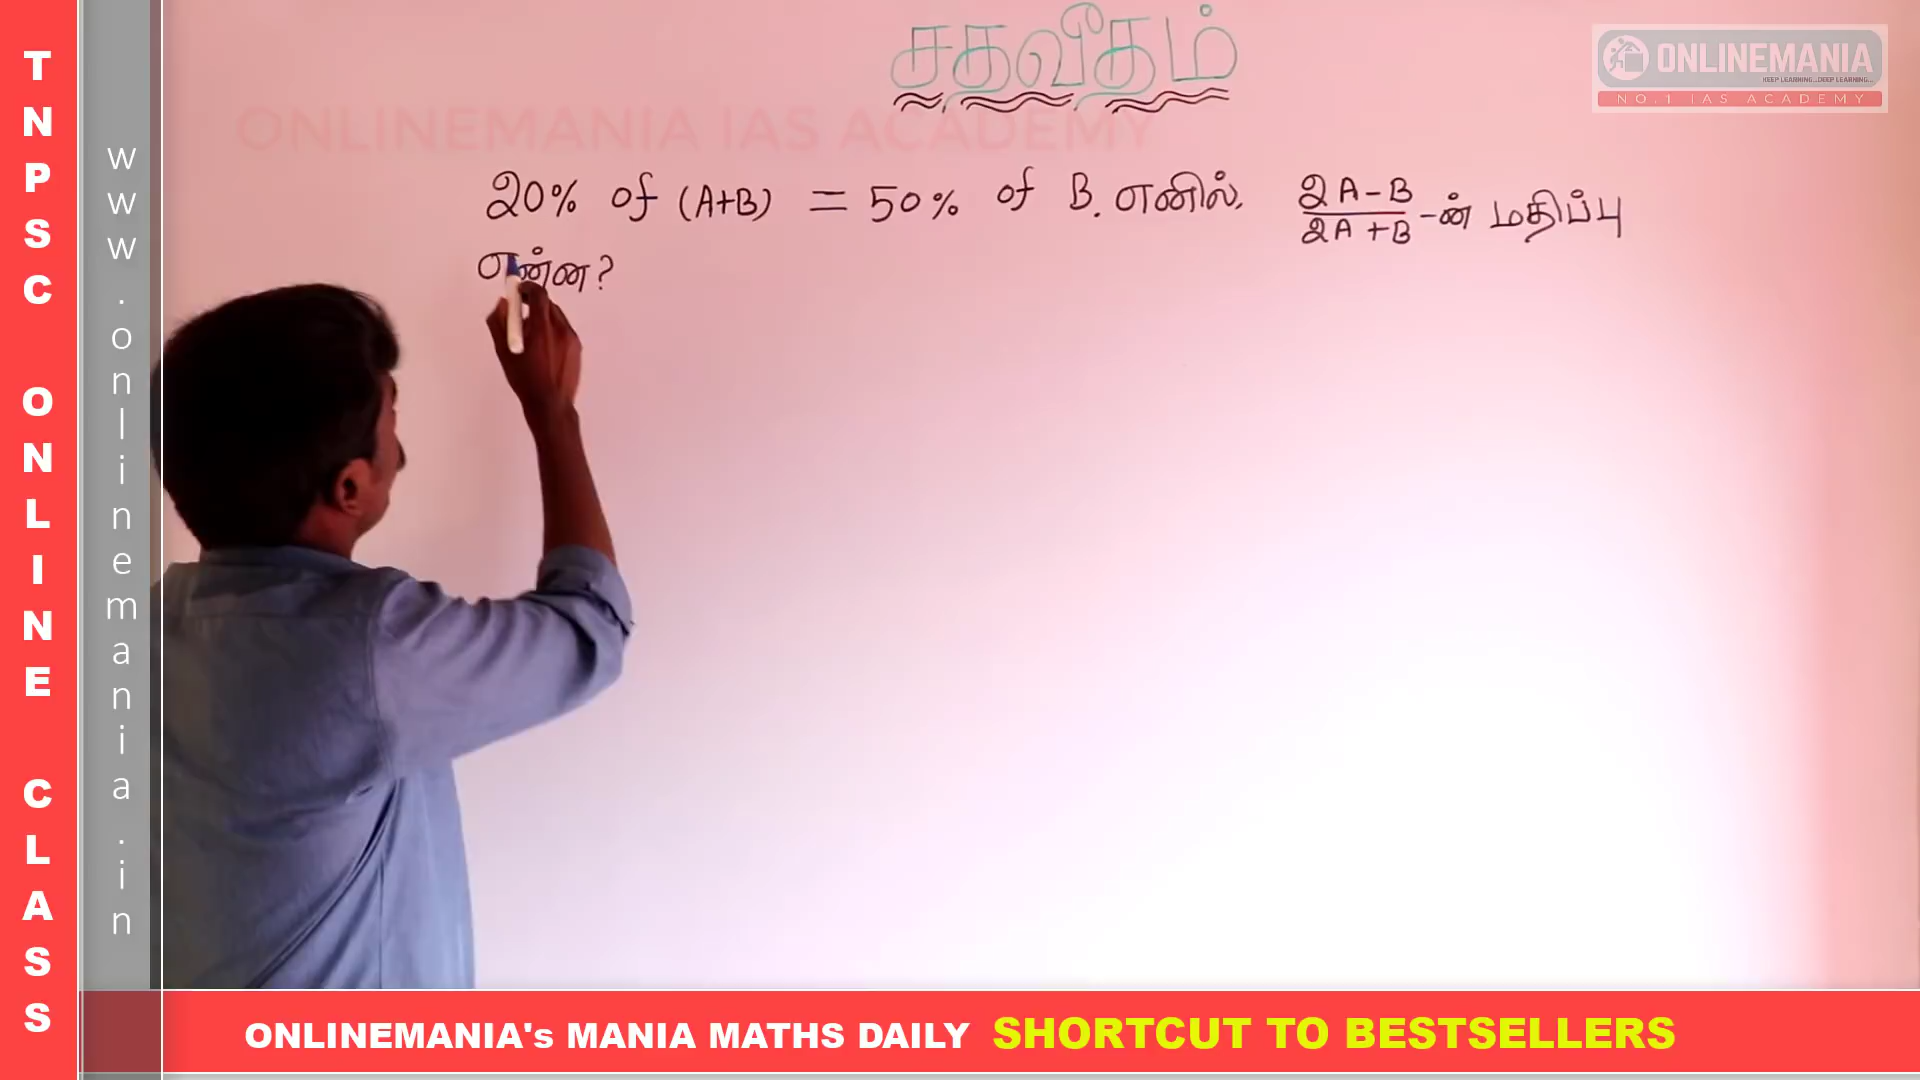 TNPSC ONLINE CLASS
www.onlinemania.in
சதவீதம்
ONLINEMANIA
KEEP LEARNING...DEEP LEARNING...
NO.1 IAS ACADEMY
ONLINEMANIA IAS ACADEMY
20% of (A+B) = 50% of B. எனில், 2A-B / 2A+B -ன் மதிப்பு
என்ன?
ONLINEMANIA's MANIA MATHS DAILY SHORTCUT TO BESTSELLERS